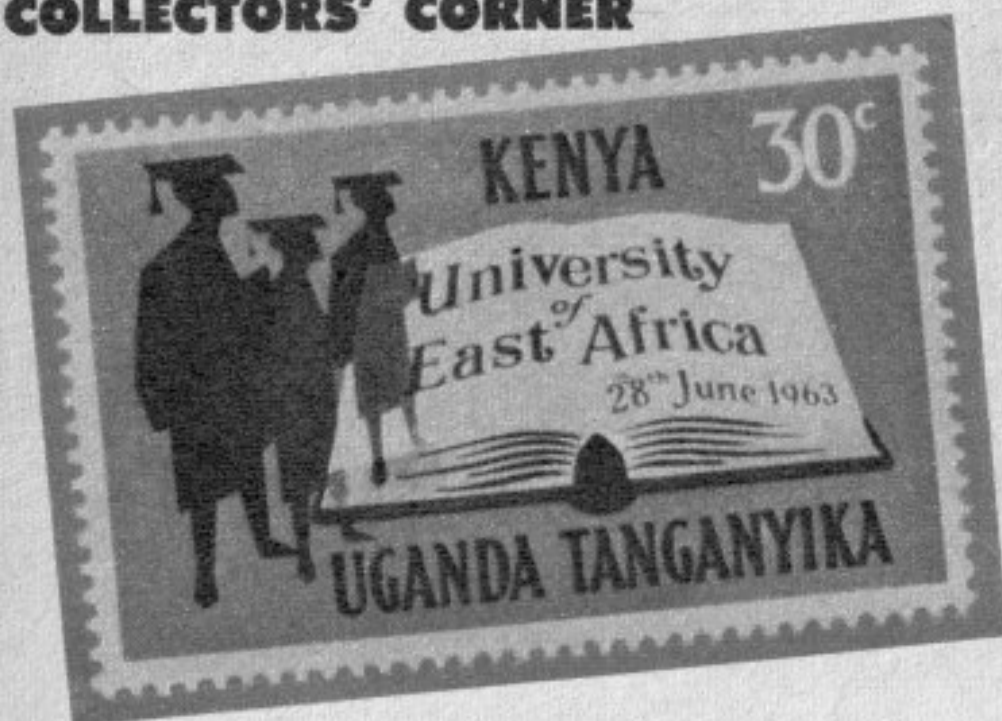 COLLECTORS' CORNER
KENYA
30c
University
of
East Africa
28th June 1963
UGANDA TANGANYIKA